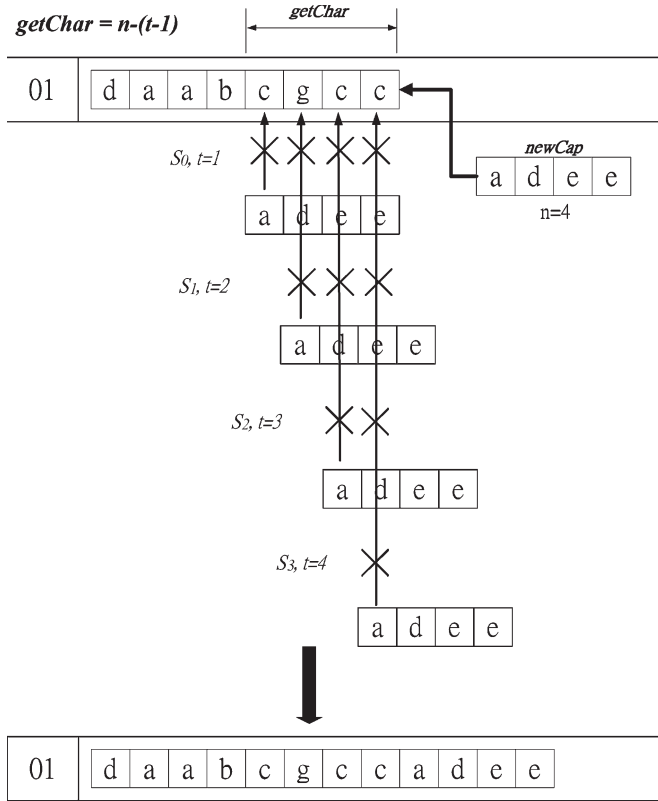 getChar = n-(t-1)
getChar
01 d a a b c g c c
newCap
a d e e
n=4
S0, t=1
a d e e
S1, t=2
a d e e
S2, t=3
a d e e
S3, t=4
a d e e
01 d a a b c g c c a d e e